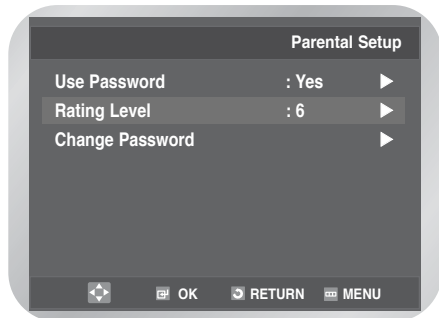 Parental Setup
Use Password : Yes
Rating Level : 6
Change Password
OK RETURN MENU